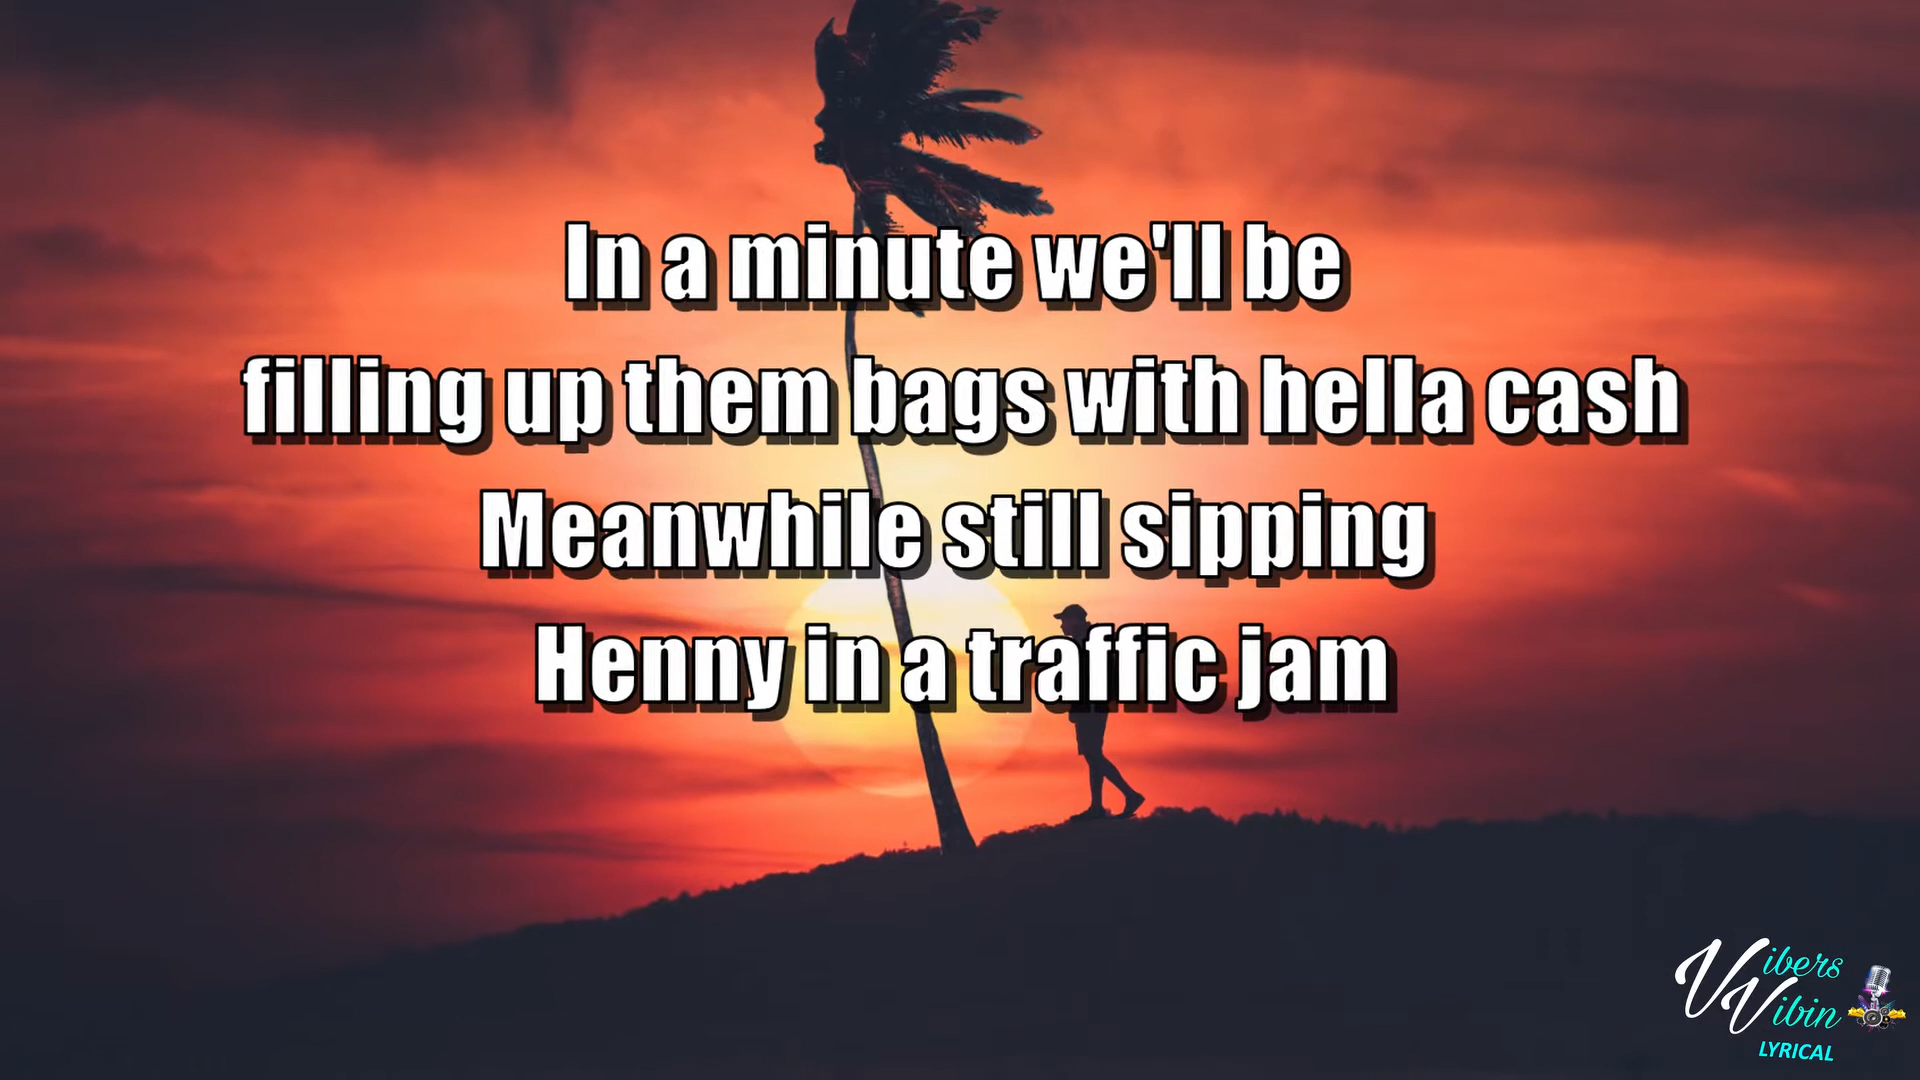 In a minute we'll be
filling up them bags with hella cash
Meanwhile still sipping
Henny in a traffic jam
Vibers
Vibin
LYRICAL